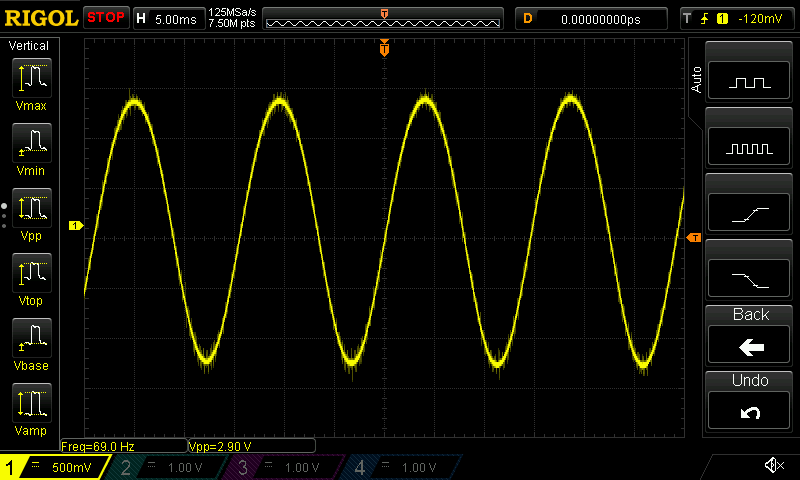 RIGOL STOP H 5.00ms 125MSa/s 7.50M pts T D 0.00000000ps T 1 -120mV
Vertical
Vmax
Vmin
Vpp
Vtop
Vbase
Vamp
T
1
T
Freq=69.0 Hz Vpp=2.90 V
Auto
Back
Undo
1 500mV 2 1.00 V 3 1.00 V 4 1.00 V